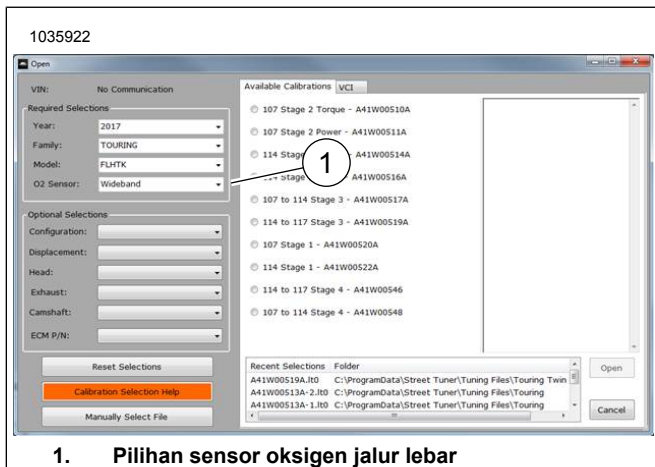 1035922
Open
VIN: No Communication
Required Selections
Year: 2017
Family: TOURING
Model: FLHTK
O2 Sensor: Wideband
Optional Selections
Configuration:
Displacement:
Head:
Exhaust:
Camshaft:
ECM P/N:
Reset Selections
Calibration Selection Help
Manually Select File
Available Calibrations VCI
107 Stage 2 Torque - A41W00510A
107 Stage 2 Power - A41W00511A
114 Stage - A41W00514A
Stage A41W00516A
107 to 114 Stage 3 - A41W00517A
114 to 117 Stage 3 - A41W00519A
107 Stage 1 - A41W00520A
114 Stage 1 - A41W00522A
114 to 117 Stage 4 - A41W00546
107 to 114 Stage 4 - A41W00548
1
Recent Selections Folder
A41W00519A.lt0 C:\ProgramData\Street Tuner\Tuning Files\Touring Twin
A41W00513A-2.lt0 C:\ProgramData\Street Tuner\Tuning Files\Touring
A41W00513A-1.lt0 C:\ProgramData\Street Tuner\Tuning Files\Touring
Open
Cancel
1. Pilihan sensor oksigen jalur lebar